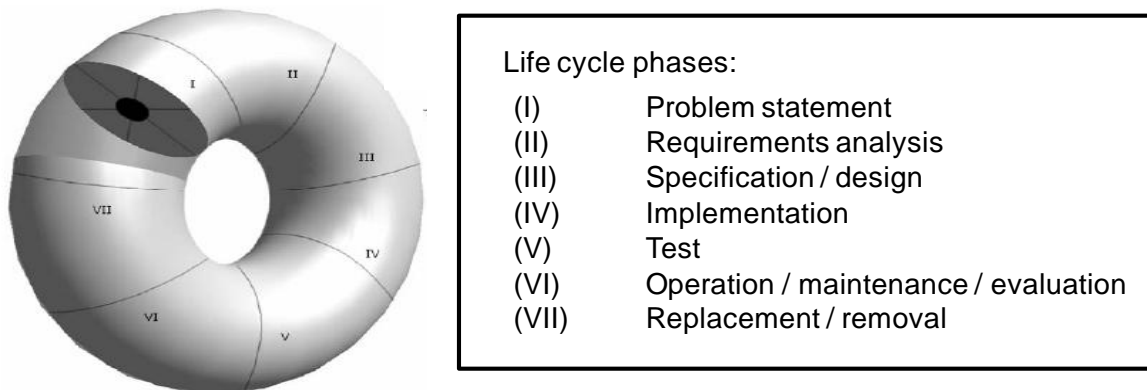 I
II
III
IV
V
VI
VII
Life cycle phases:
(I) Problem statement
(II) Requirements analysis
(III) Specification / design
(IV) Implementation
(V) Test
(VI) Operation / maintenance / evaluation
(VII) Replacement / removal